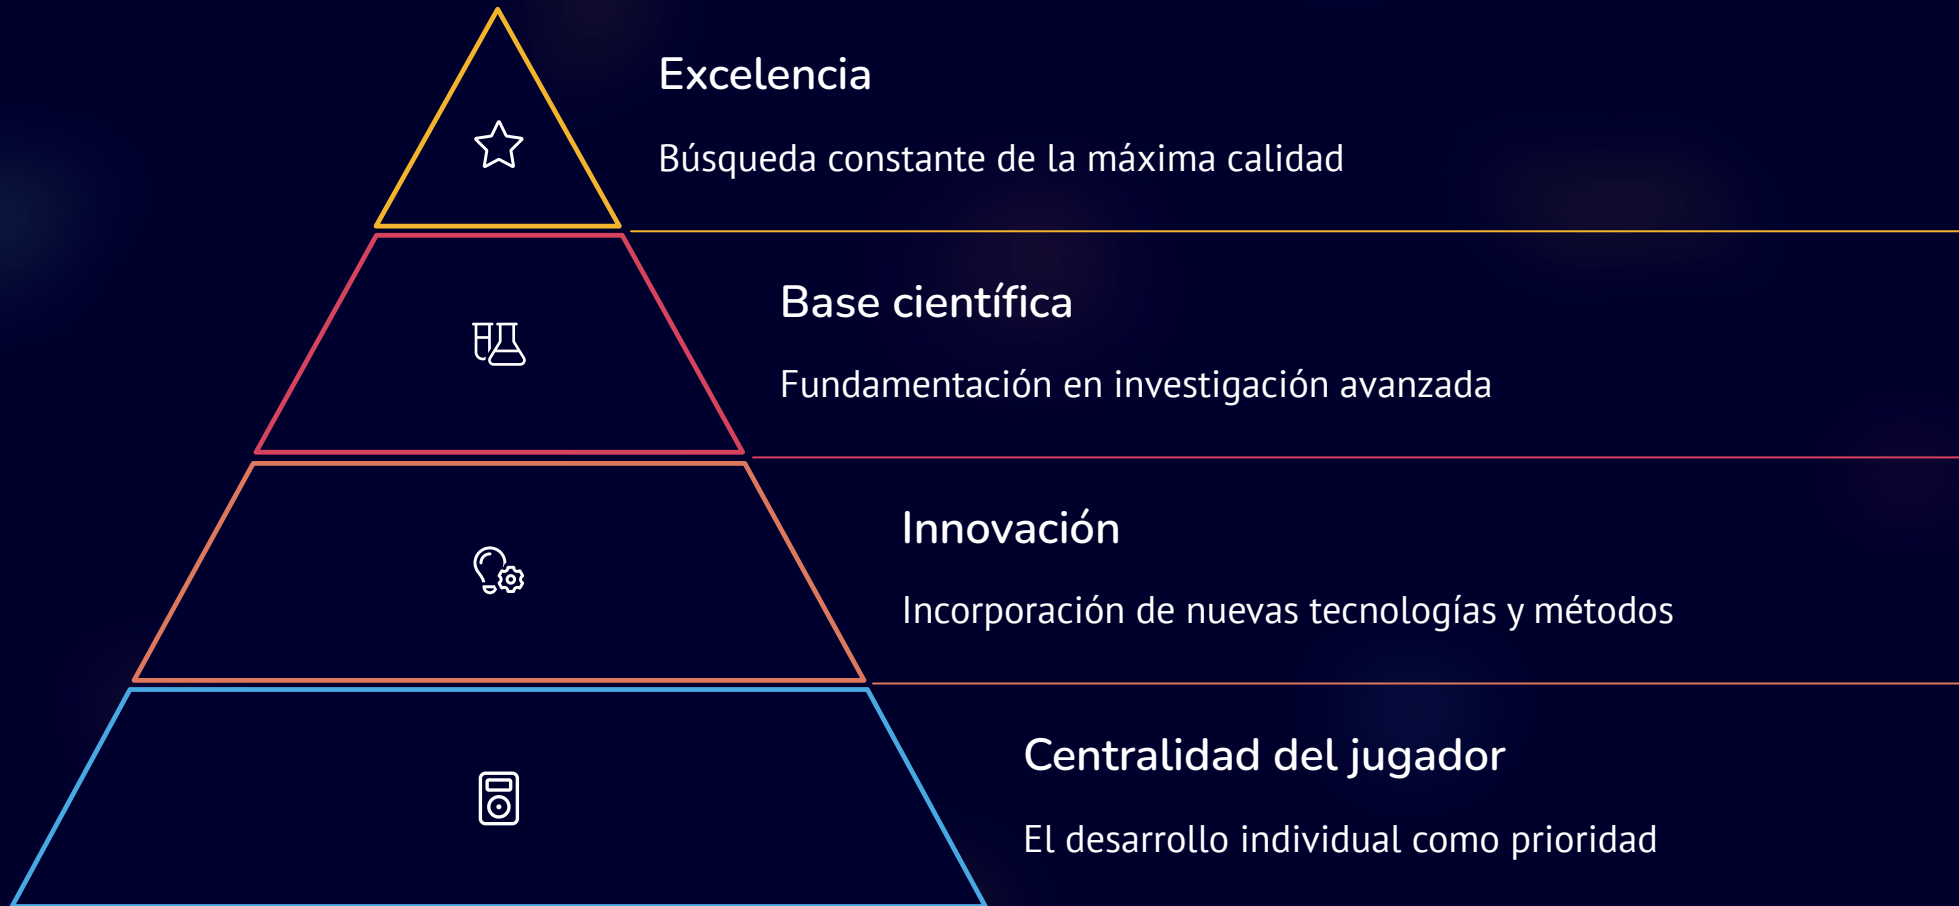 Excelencia
Búsqueda constante de la máxima calidad
Base científica
Fundamentación en investigación avanzada
Innovación
Incorporación de nuevas tecnologías y métodos
Centralidad del jugador
El desarrollo individual como prioridad